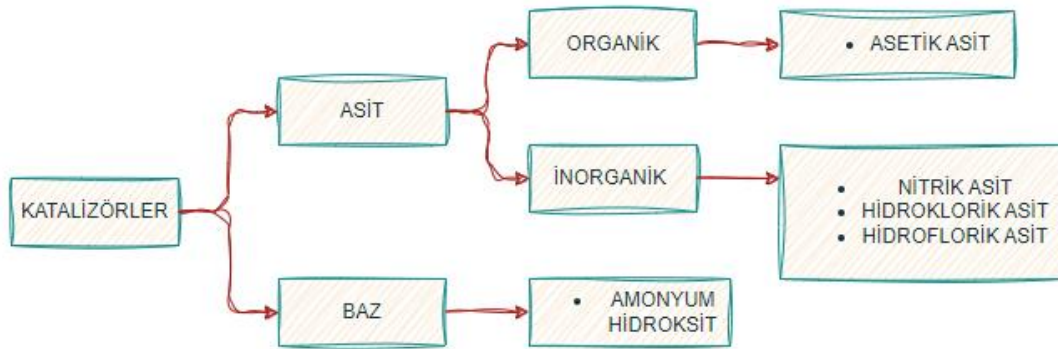 KATALİZÖRLER
ASİT
ORGANİK
• ASETİK ASİT
İNORGANİK
• NİTRİK ASİT
• HİDROKLORİK ASİT
• HİDROFLORİK ASİT
BAZ
• AMONYUM
HİDROKSİT